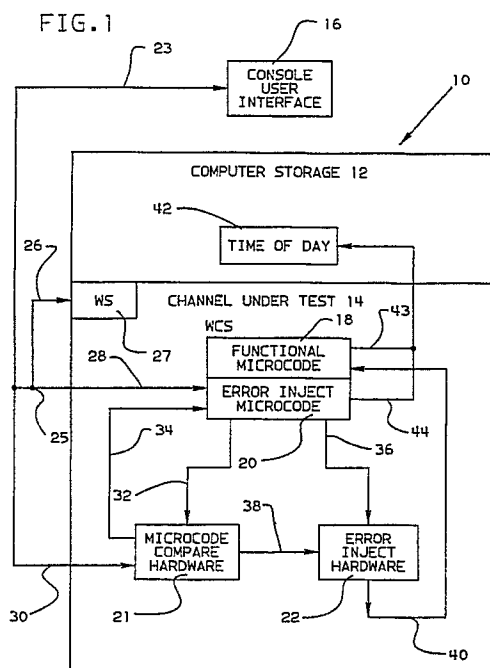 FIG.1
16
23
CONSOLE
USER
INTERFACE
10
COMPUTER STORAGE 12
42
TIME OF DAY
26
WS
CHANNEL UNDER TEST 14
WCS
18
43
27
FUNCTIONAL
MICROCODE
28
ERROR INJECT
MICROCODE
25
34
20
36
44
32
38
MICROCODE
COMPARE
HARDWARE
ERROR
INJECT
HARDWARE
30
21
22
40